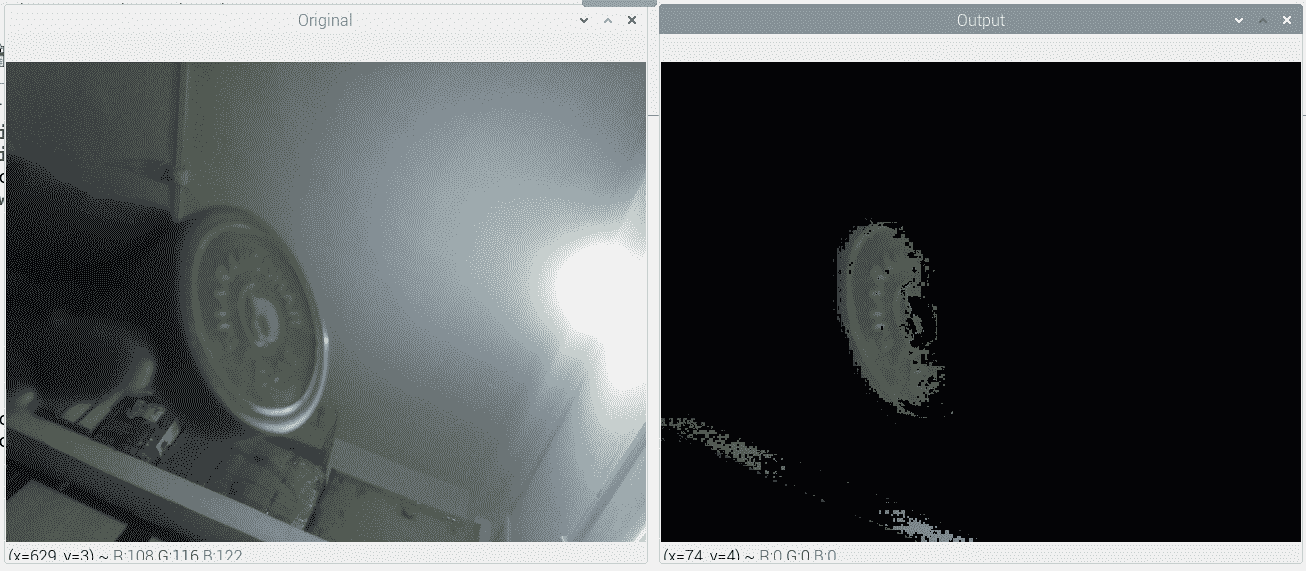 Original
Output
(x=629, y=3) ~ R:108 G:116 B:122
(x=74, y=4) ~ R:0 G:0 B:0